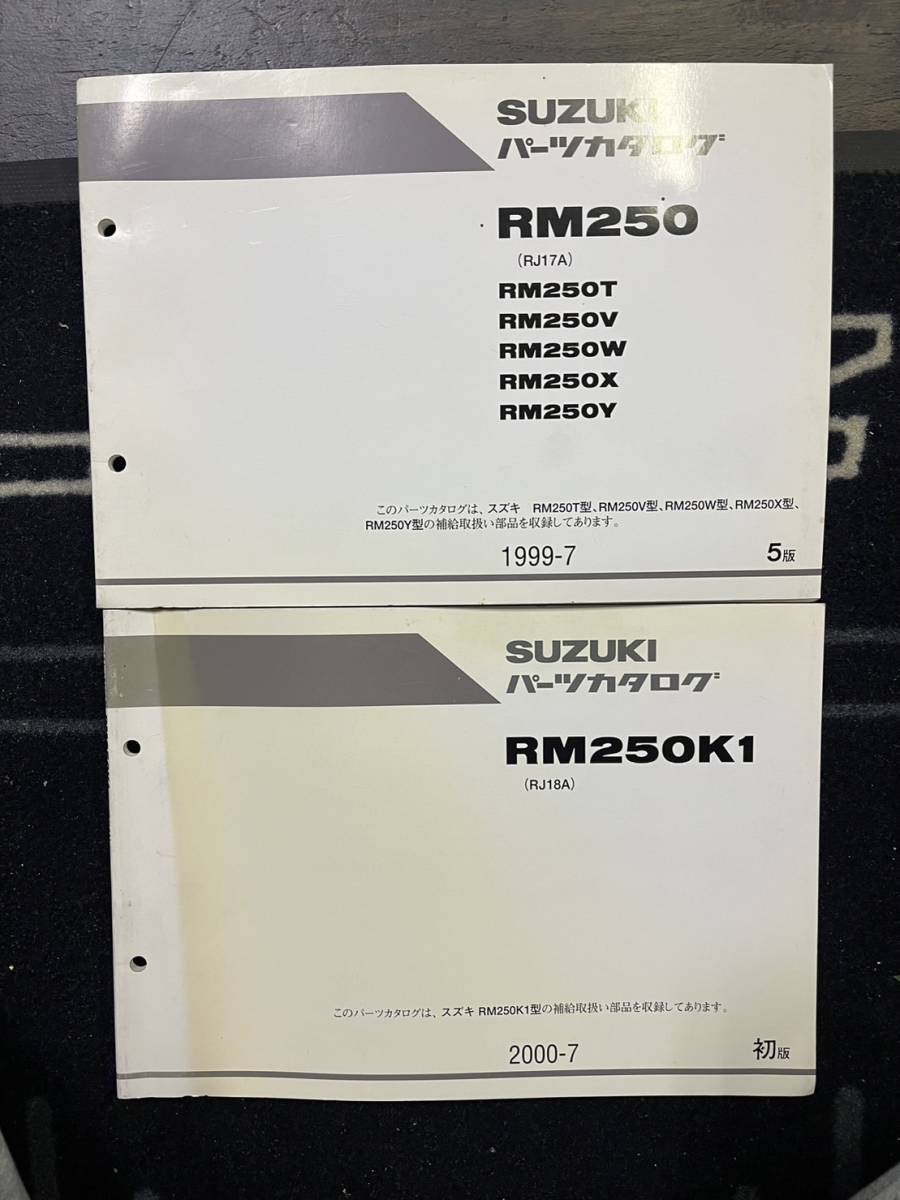 SUZUKI
パーツカタログ
RM250
(RJ17A)
RM250T
RM250V
RM250W
RM250X
RM250Y
このパーツカタログは、スズキ RM250T型、RM250V型、RM250W型、RM250X型、
RM250Y型の補給取扱い部品を収録してあります。
1999-7 5版
SUZUKI
パーツカタログ
RM250K1
(RJ18A)
このパーツカタログは、スズキ RM250K1型の補給取扱い部品を収録してあります。
2000-7 初版